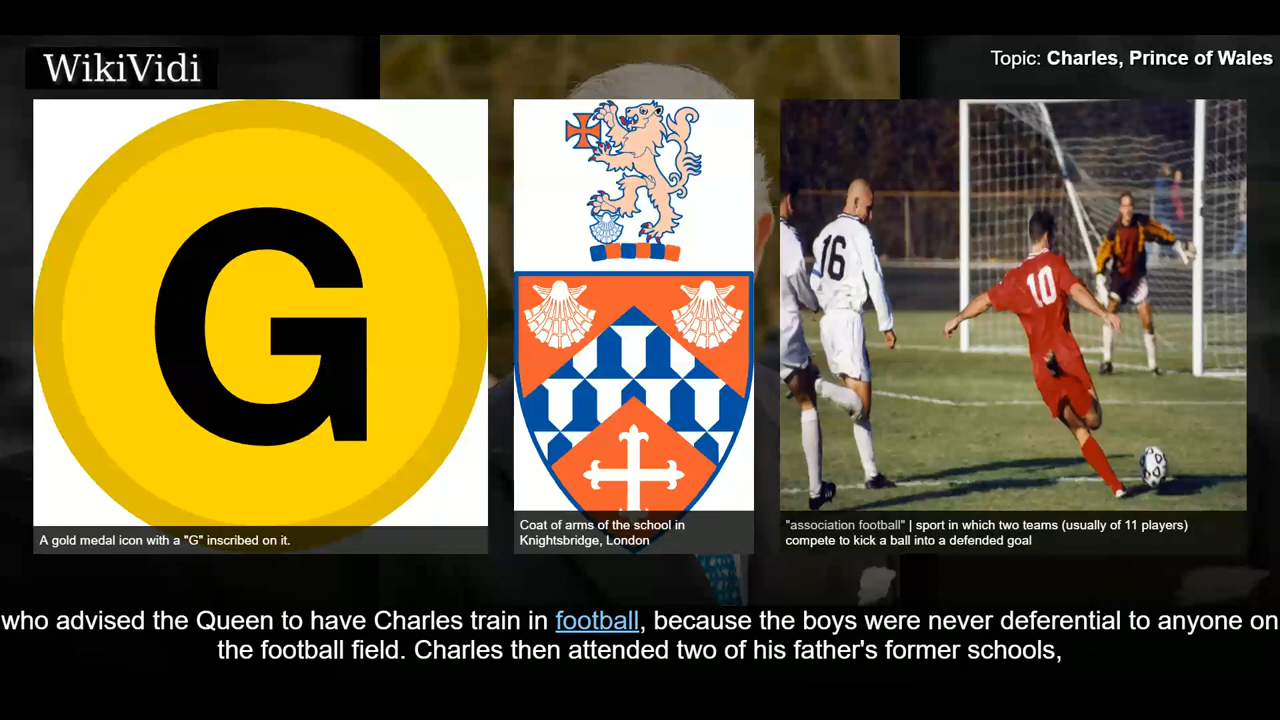 WikiVidi
Topic: Charles, Prince of Wales
G
16
10
A gold medal icon with a "G" inscribed on it.
Coat of arms of the school in
Knightsbridge, London
"association football" | sport in which two teams (usually of 11 players)
compete to kick a ball into a defended goal
who advised the Queen to have Charles train in football, because the boys were never deferential to anyone on
the football field. Charles then attended two of his father's former schools,